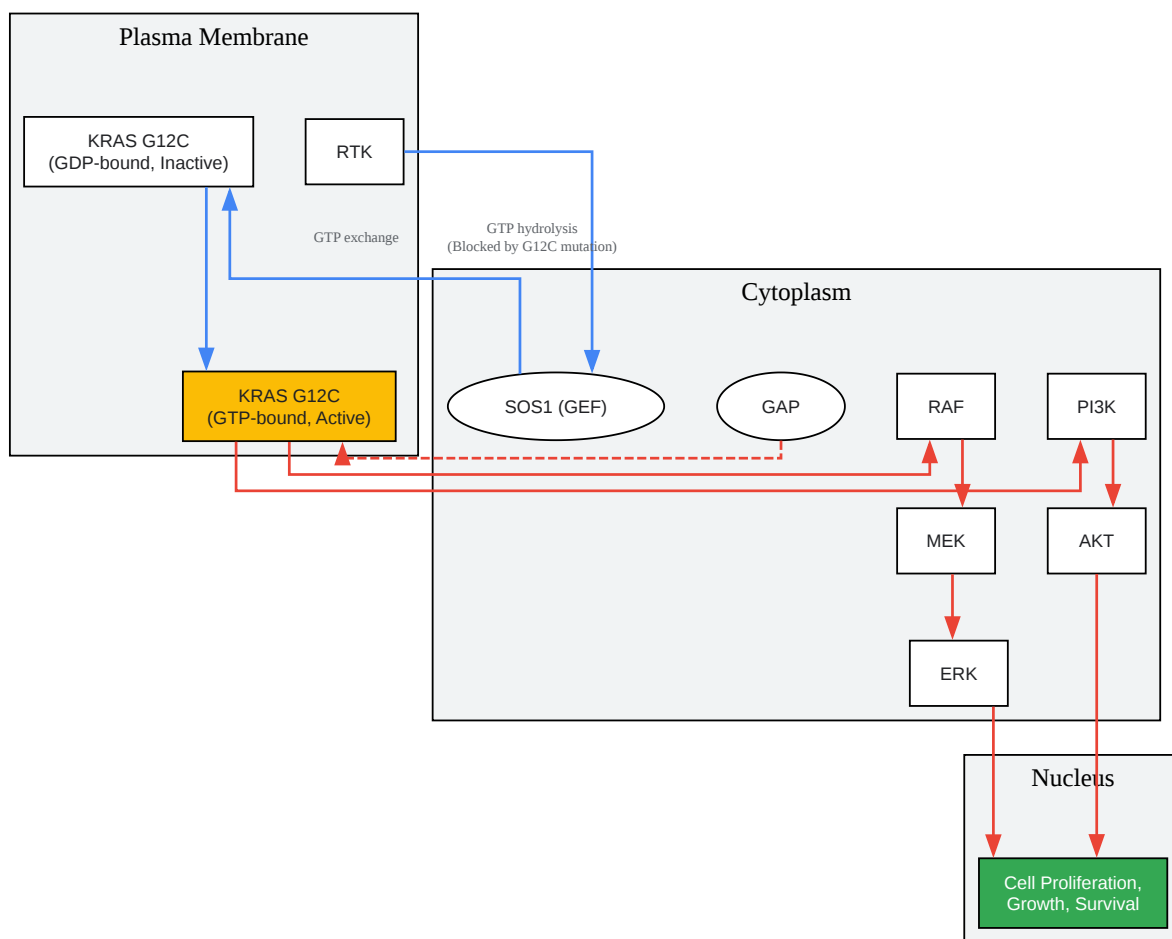 Plasma Membrane
KRAS G12C
(GDP-bound, Inactive)
RTK
GTP exchange
GTP hydrolysis
(Blocked by G12C mutation)
Cytoplasm
KRAS G12C
(GTP-bound, Active)
SOS1 (GEF)
GAP
RAF
PI3K
MEK
AKT
ERK
Nucleus
Cell Proliferation,
Growth, Survival